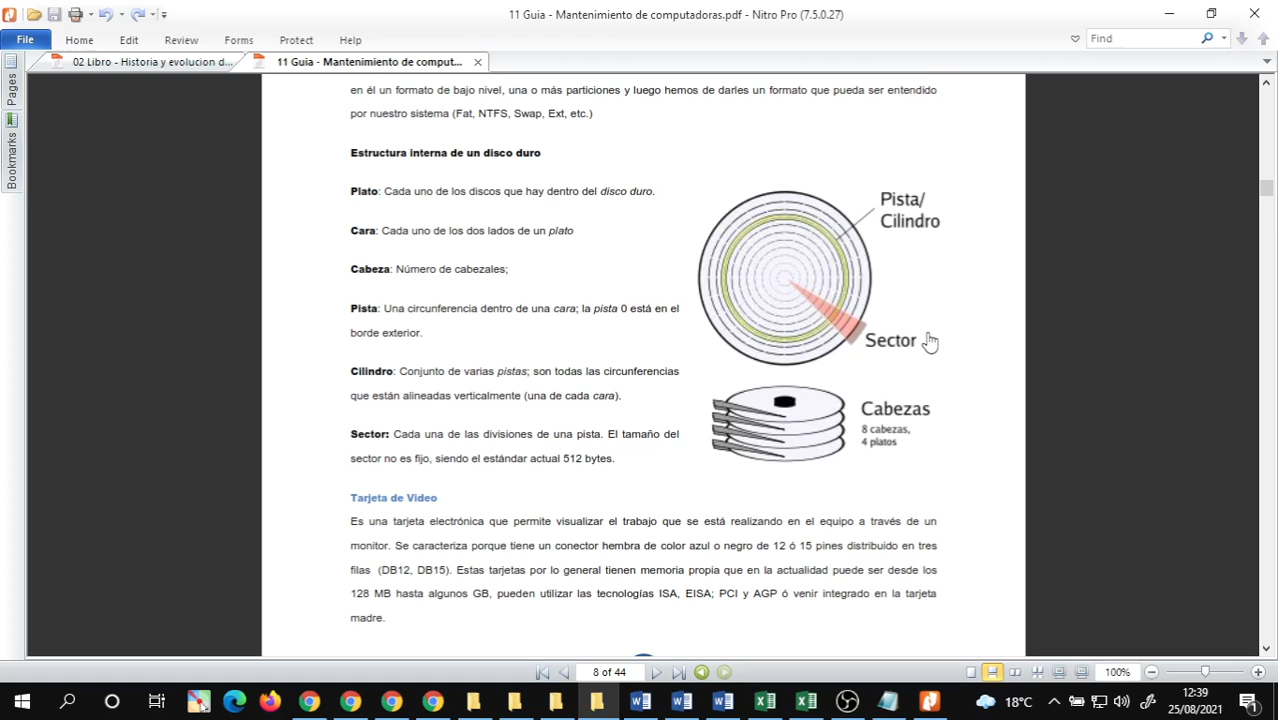 11 Guia - Mantenimiento de computadoras.pdf - Nitro Pro (7.5.0.27)
File Home Edit Review Forms Protect Help Find
02 Libro - Historia y evolucion d... 11 Guia - Mantenimiento de comput...
Pages
Bookmarks
en él un formato de bajo nivel, una o más particiones y luego hemos de darles un formato que pueda ser entendido
por nuestro sistema (Fat, NTFS, Swap, Ext, etc.)
Estructura interna de un disco duro
Plato: Cada uno de los discos que hay dentro del disco duro.
Cara: Cada uno de los dos lados de un plato
Cabeza: Número de cabezales;
Pista: Una circunferencia dentro de una cara; la pista 0 está en el
borde exterior.
Cilindro: Conjunto de varias pistas; son todas las circunferencias
que están alineadas verticalmente (una de cada cara).
Sector: Cada una de las divisiones de una pista. El tamaño del
sector no es fijo, siendo el estándar actual 512 bytes.
Pista/
Cilindro
Sector
Cabezas
8 cabezas,
4 platos
Tarjeta de Video
Es una tarjeta electrónica que permite visualizar el trabajo que se está realizando en el equipo a través de un
monitor. Se caracteriza porque tiene un conector hembra de color azul o negro de 12 ó 15 pines distribuido en tres
filas (DB12, DB15). Estas tarjetas por lo general tienen memoria propia que en la actualidad puede ser desde los
128 MB hasta algunos GB, pueden utilizar las tecnologías ISA, EISA; PCI y AGP ó venir integrado en la tarjeta
madre.
8 of 44 100%
18°C 12:39
25/08/2021 1